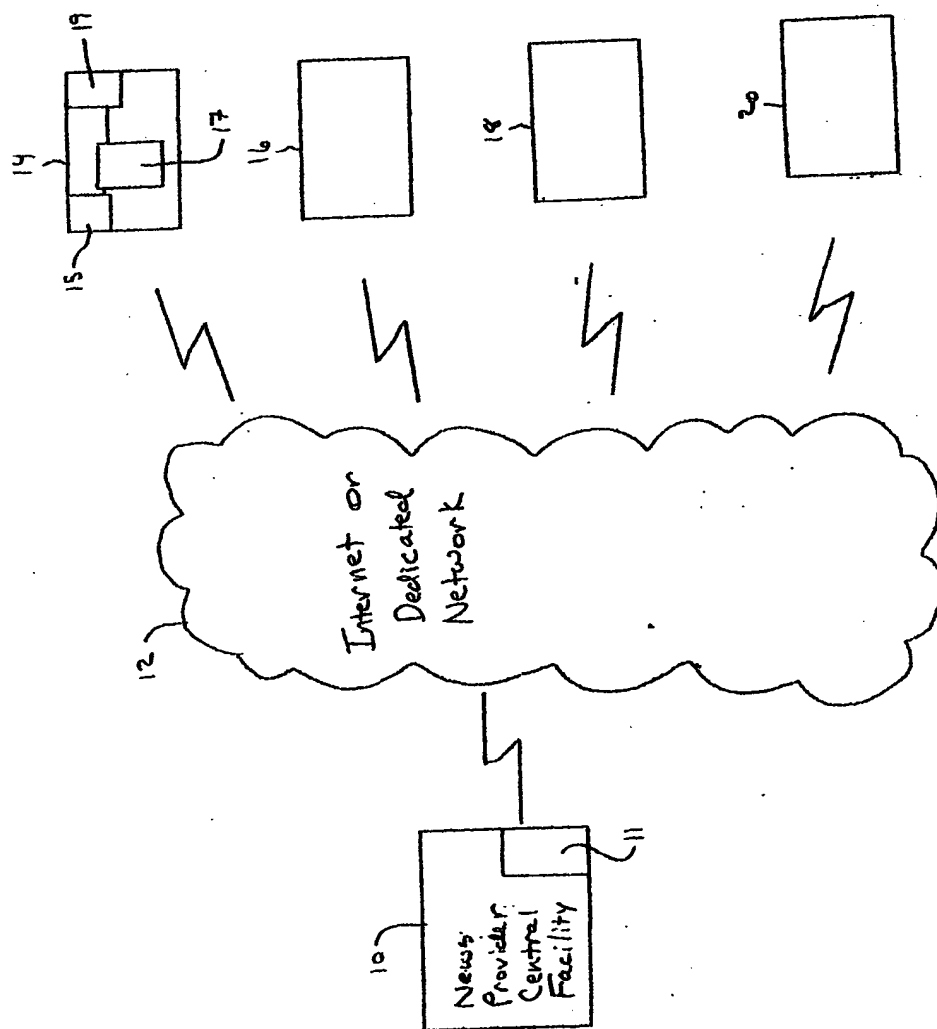 10
News
Provider
Central
Facility
11
12
Internet or
Dedicated
Network
14
15
17
19
16
18
20